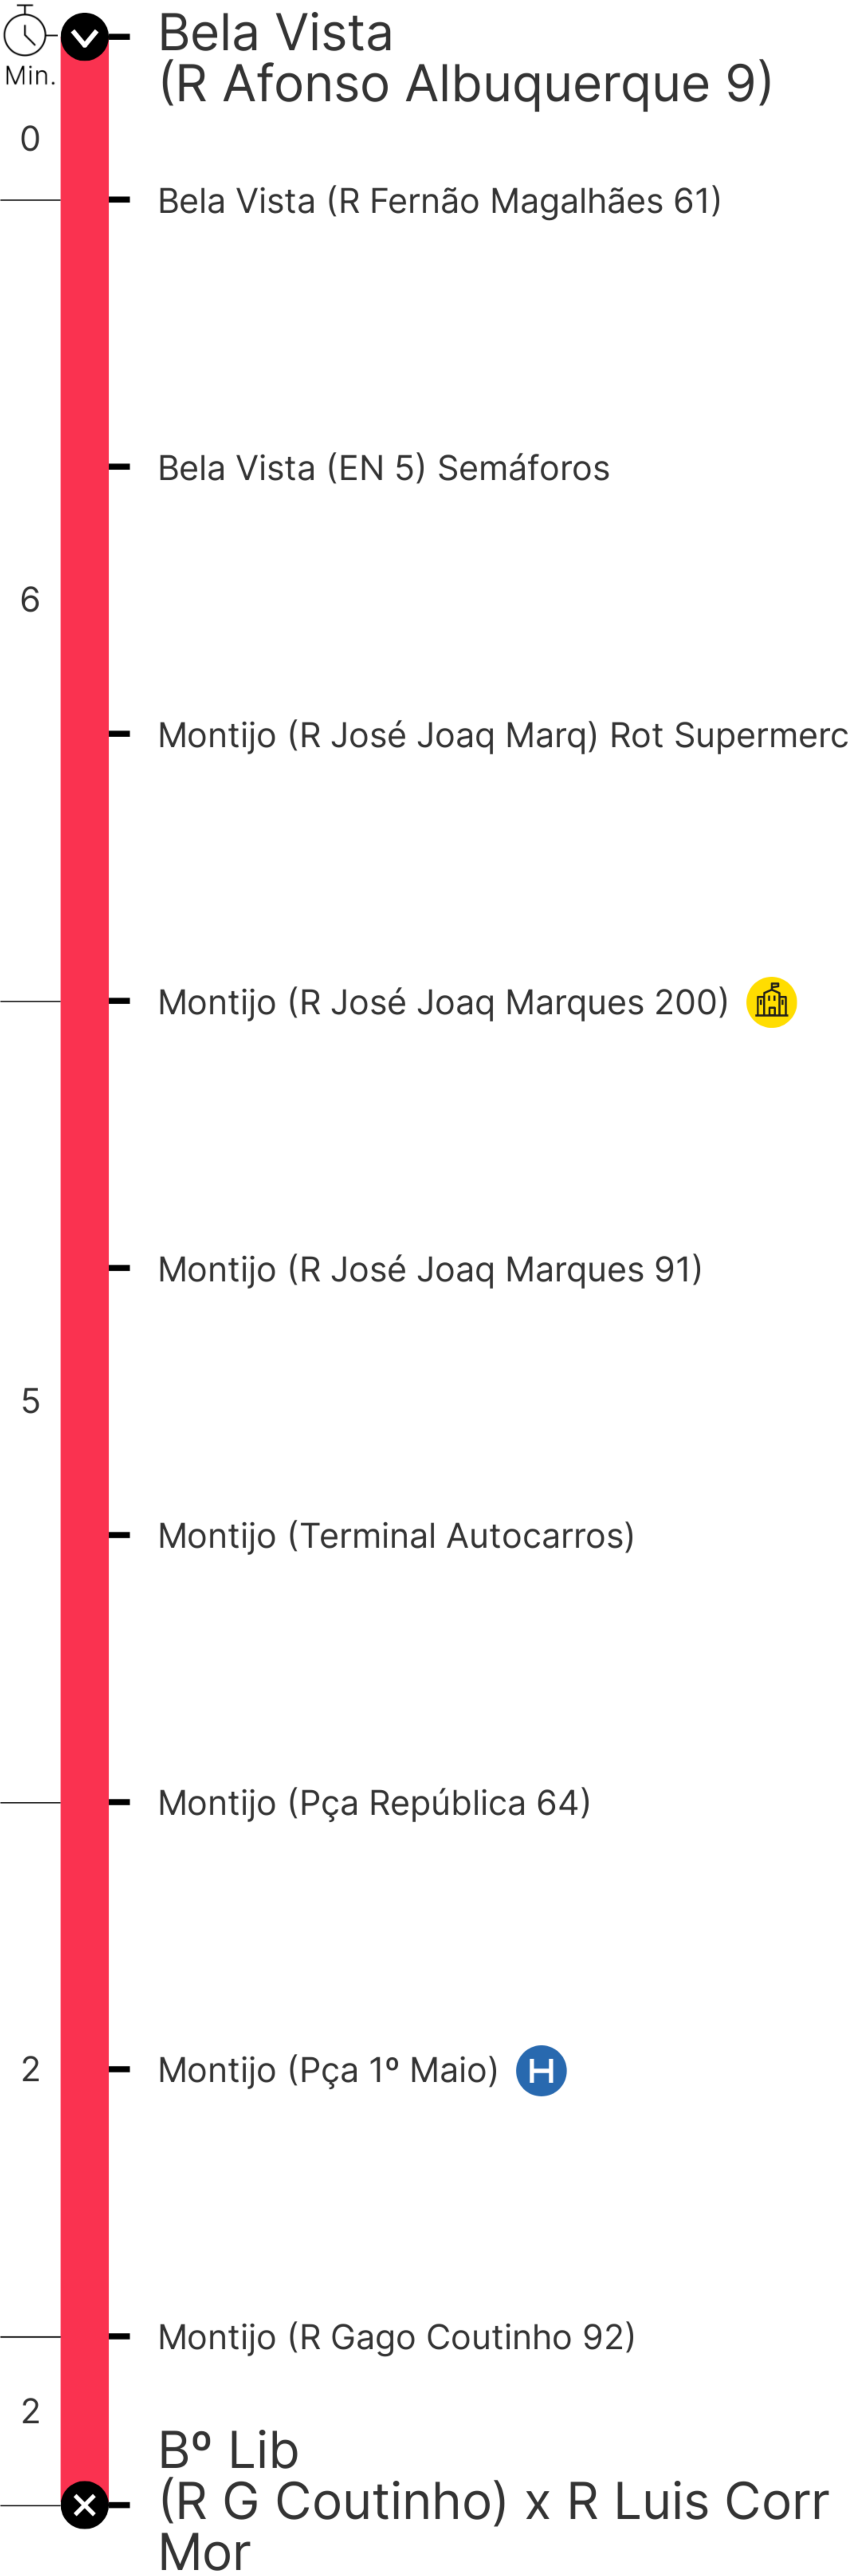 Bela Vista
(R Afonso Albuquerque 9)
Min.
0
Bela Vista (R Fernão Magalhães 61)
Bela Vista (EN 5) Semáforos
6
Montijo (R José Joaq Marq) Rot Supermerc
Montijo (R José Joaq Marques 200)
Montijo (R José Joaq Marques 91)
5
Montijo (Terminal Autocarros)
Montijo (Pça República 64)
2
Montijo (Pça 1º Maio) H
Montijo (R Gago Coutinho 92)
2
Bº Lib
(R G Coutinho) x R Luis Corr
Mor